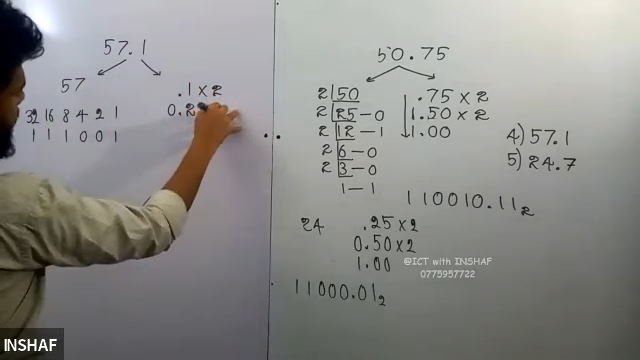 57.1
57
32 16 8 4 2 1
1 1 1 0 0 1
.1 x 2
0.2
50.75
2 50
2 25-0
2 12-1
2 6-0
2 3-0
1-1
.75 x 2
1.50 x 2
1.00
4) 57.1
5) 24.7
110010.11₂
24
.25 x 2
0.50 x 2
1.00
11000.01₂
@ICT with INSHAF
0775957722
INSHAF